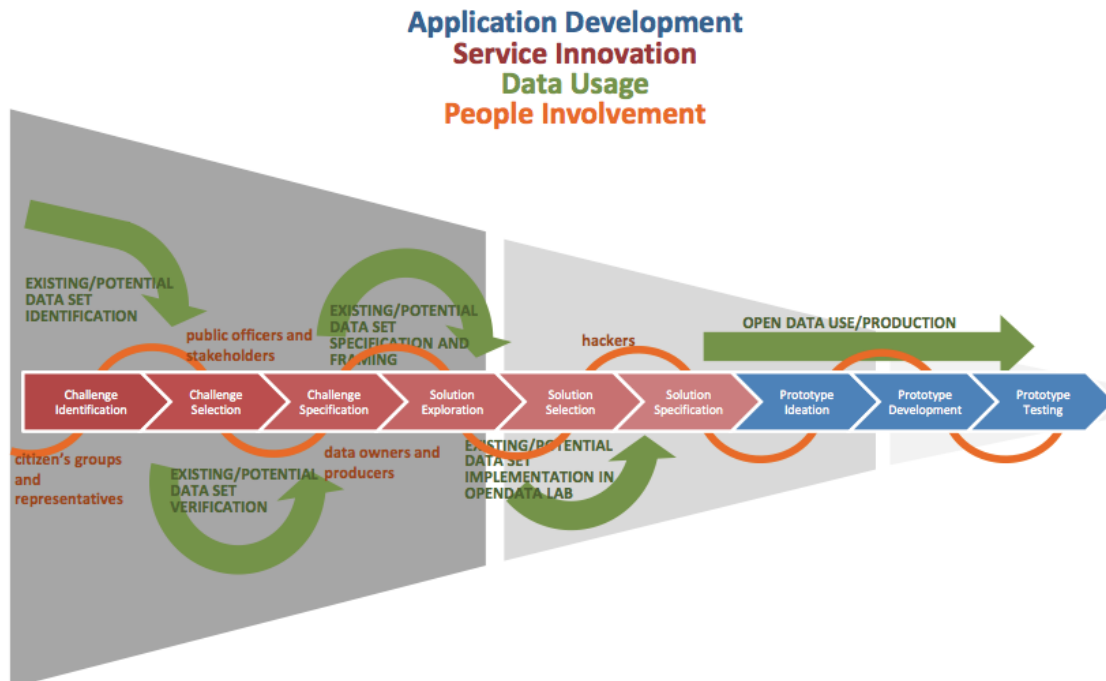 Application Development
Service Innovation
Data Usage
People Involvement
EXISTING/POTENTIAL
DATA SET
IDENTIFICATION
public officers and
stakeholders
EXISTING/POTENTIAL
DATA SET
SPECIFICATION AND
FRAMING
hackers
OPEN DATA USE/PRODUCTION
Challenge
Identification
Challenge
Selection
Challenge
Specification
Solution
Exploration
Solution
Selection
Solution
Specification
Prototype
Ideation
Prototype
Development
Prototype
Testing
citizen's groups
and
representatives
EXISTING/POTENTIAL
DATA SET
VERIFICATION
data owners and
producers
EXISTING/POTENTIAL
DATA SET
IMPLEMENTATION IN
OPENDATA LAB